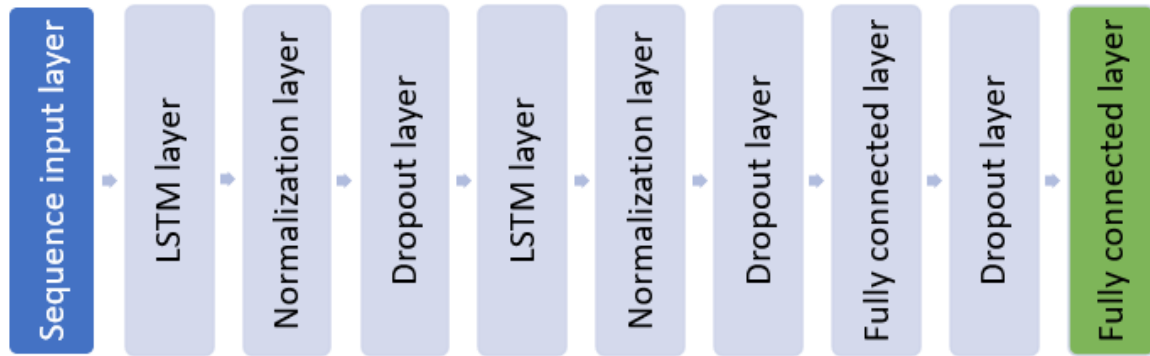 Sequence input layer
LSTM layer
Normalization layer
Dropout layer
LSTM layer
Normalization layer
Dropout layer
Fully connected layer
Dropout layer
Fully connected layer